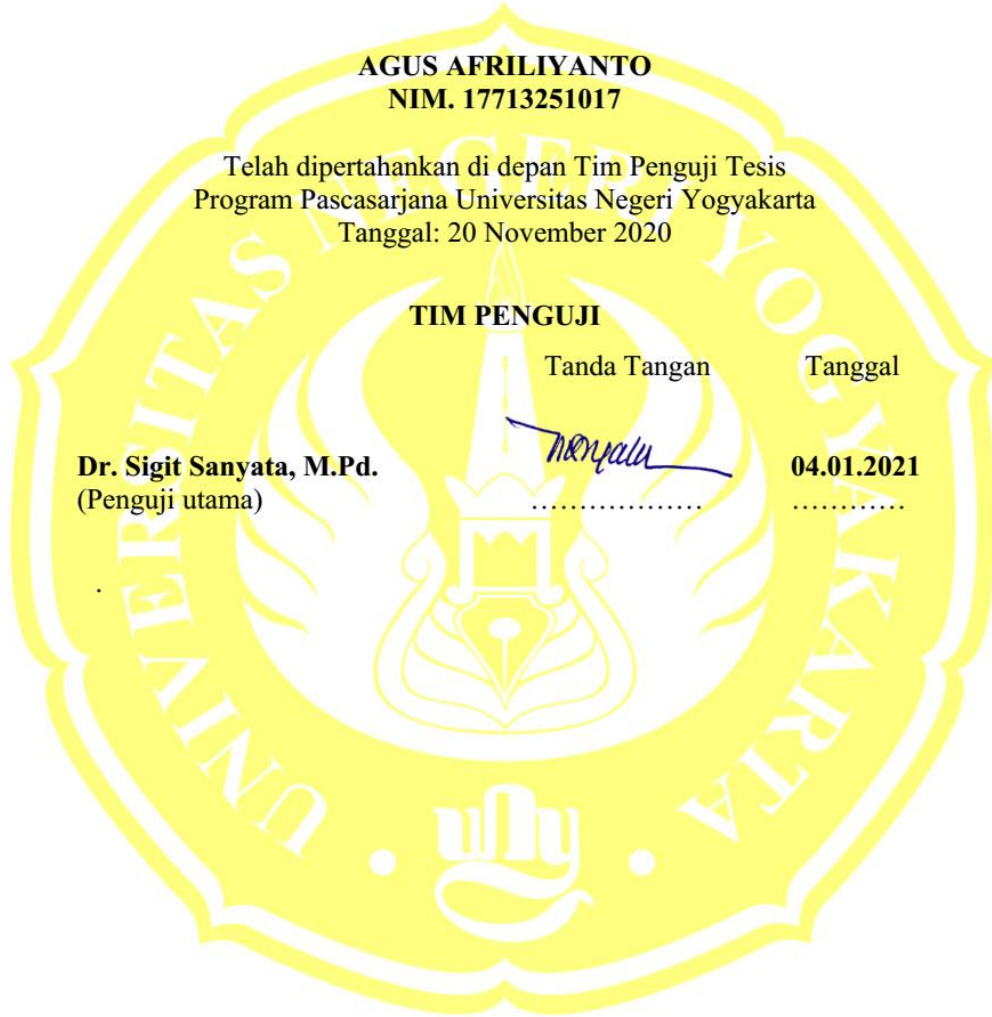 AGUS AFRILIYANTO
NIM. 17713251017
Telah dipertahankan di depan Tim Penguji Tesis
Program Pascasarjana Universitas Negeri Yogyakarta
Tanggal: 20 November 2020
TIM PENGUJI
Tanda Tangan Tanggal
Dr. Sigit Sanyata, M.Pd. 04.01.2021
(Penguji utama) .................. ............
.
UNIVERSITAS NEGERI YOGYAKARTA
uny